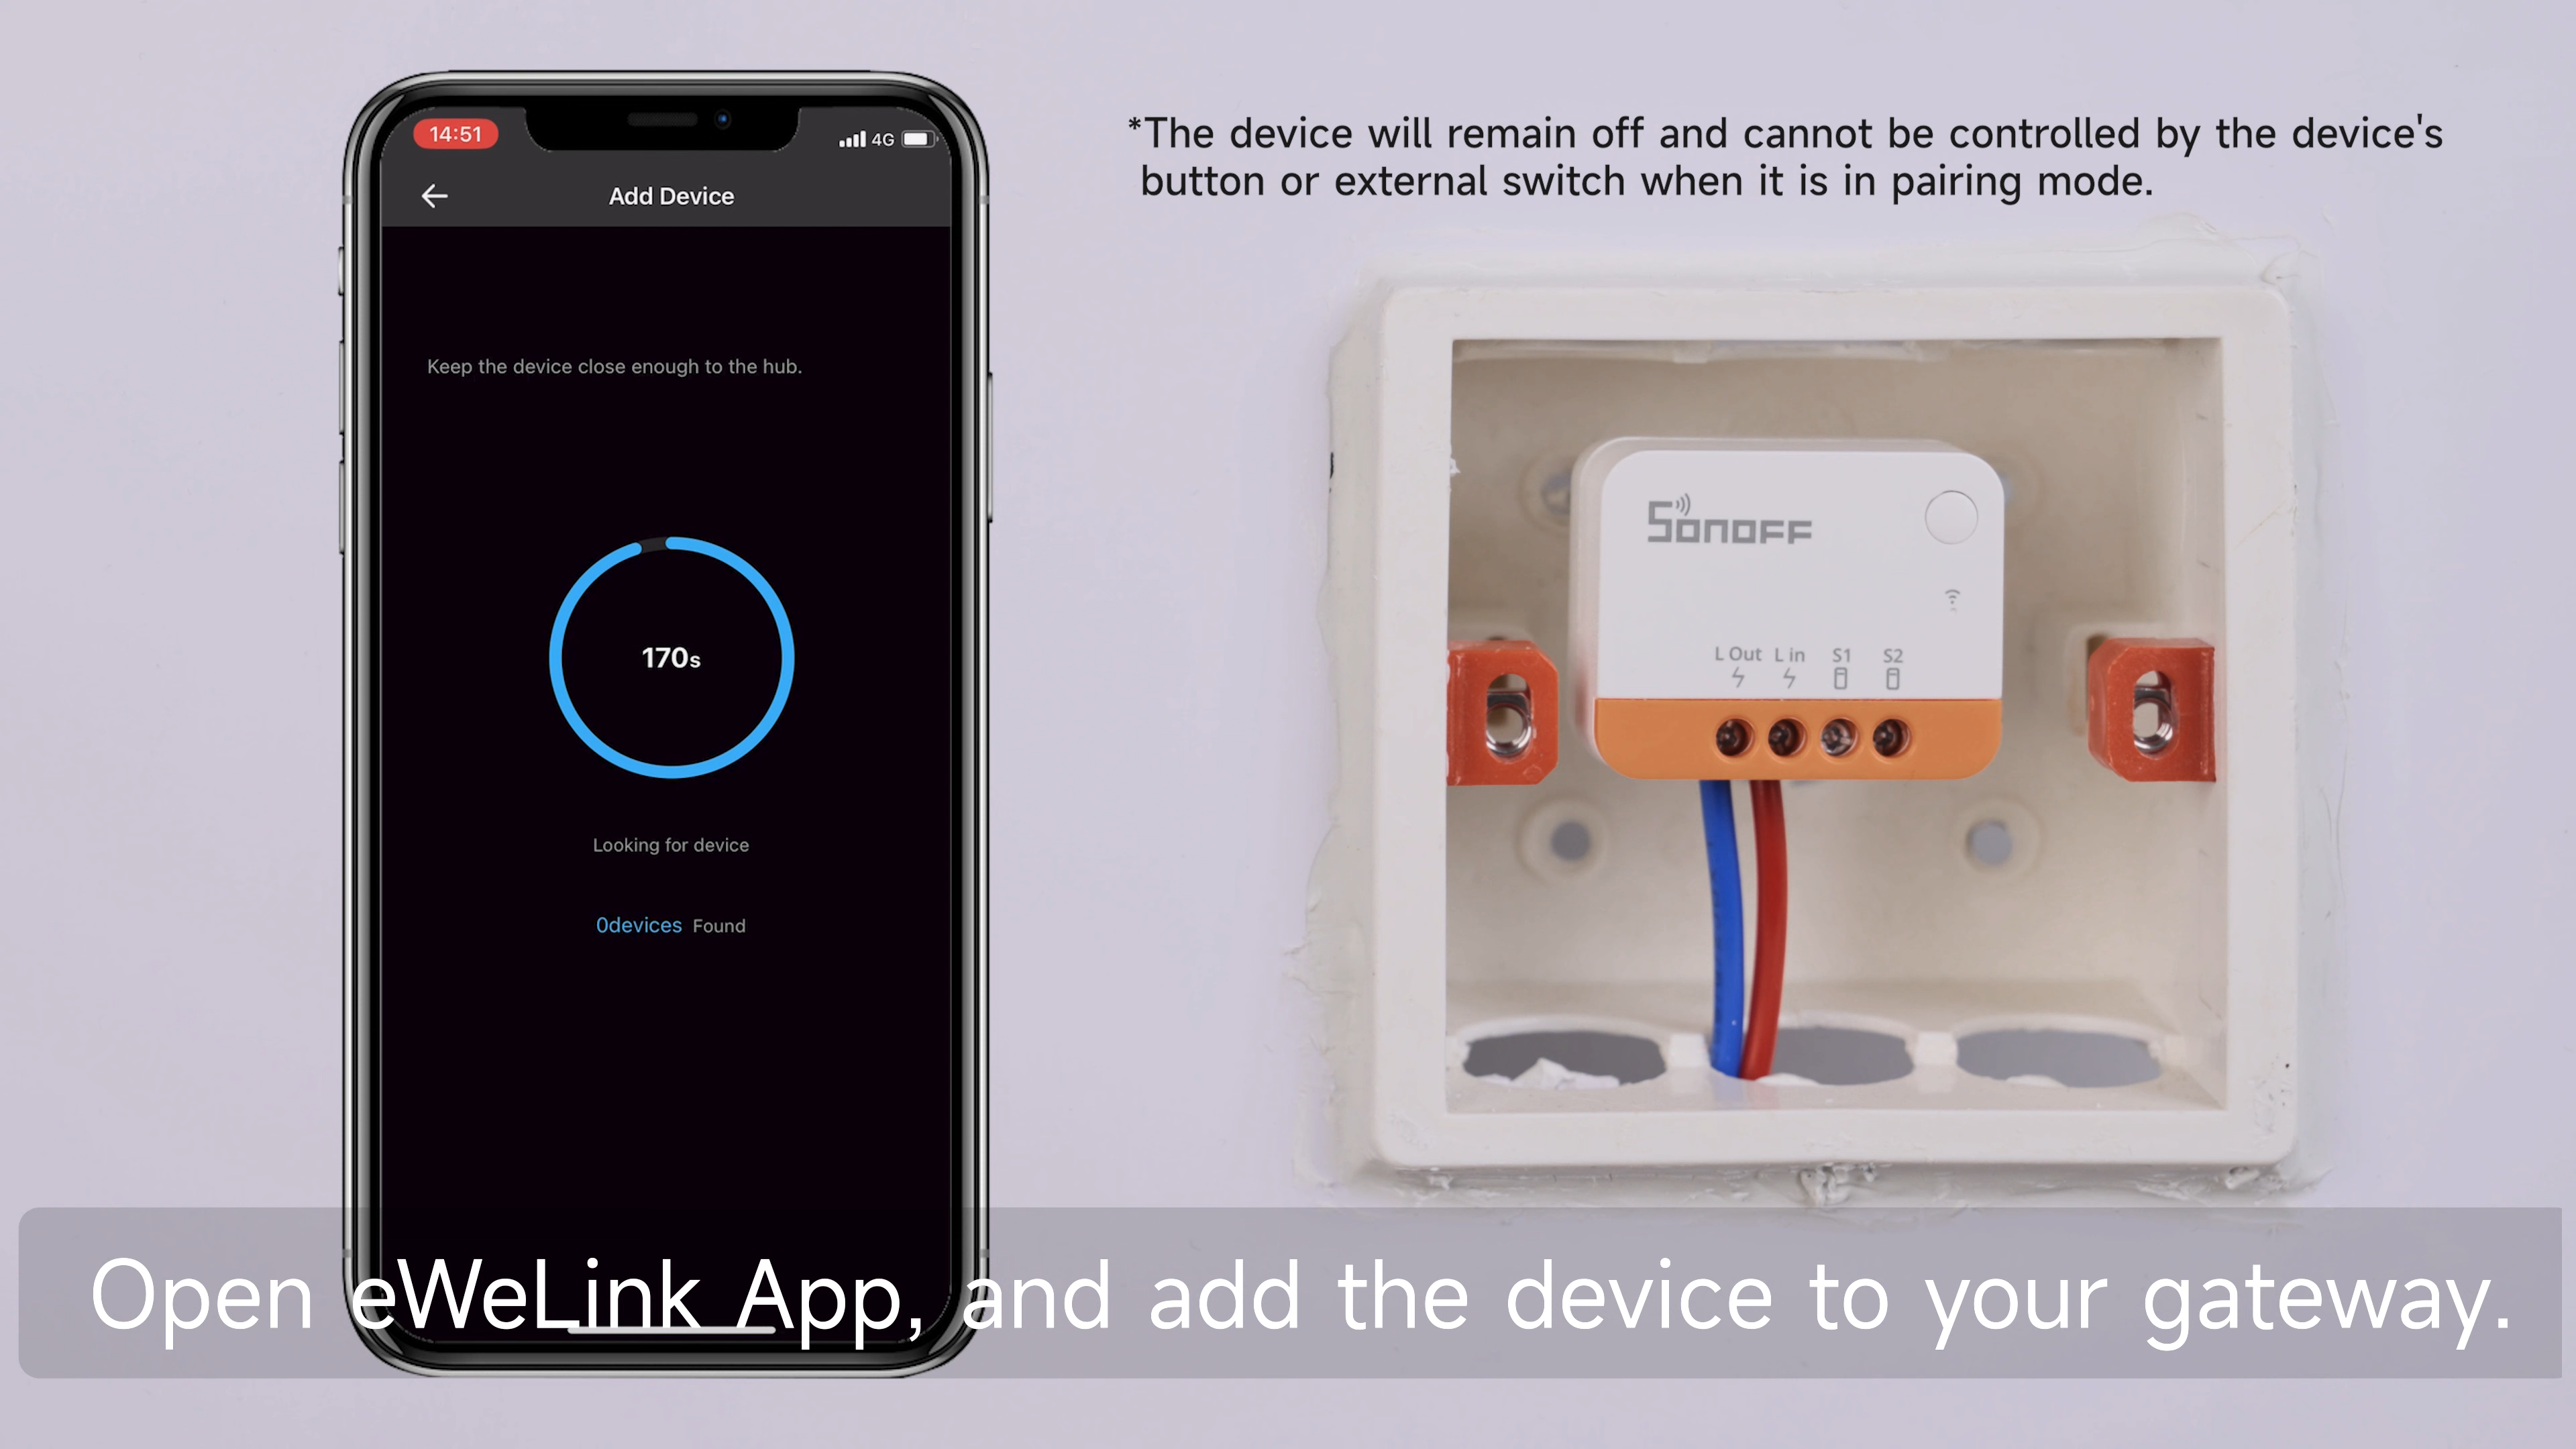 14:51
4G
Add Device
Keep the device close enough to the hub.
170s
Looking for device
0devices Found
*The device will remain off and cannot be controlled by the device's
button or external switch when it is in pairing mode.
SONOFF
L Out L in S1 S2
Open eWeLink App, and add the device to your gateway.